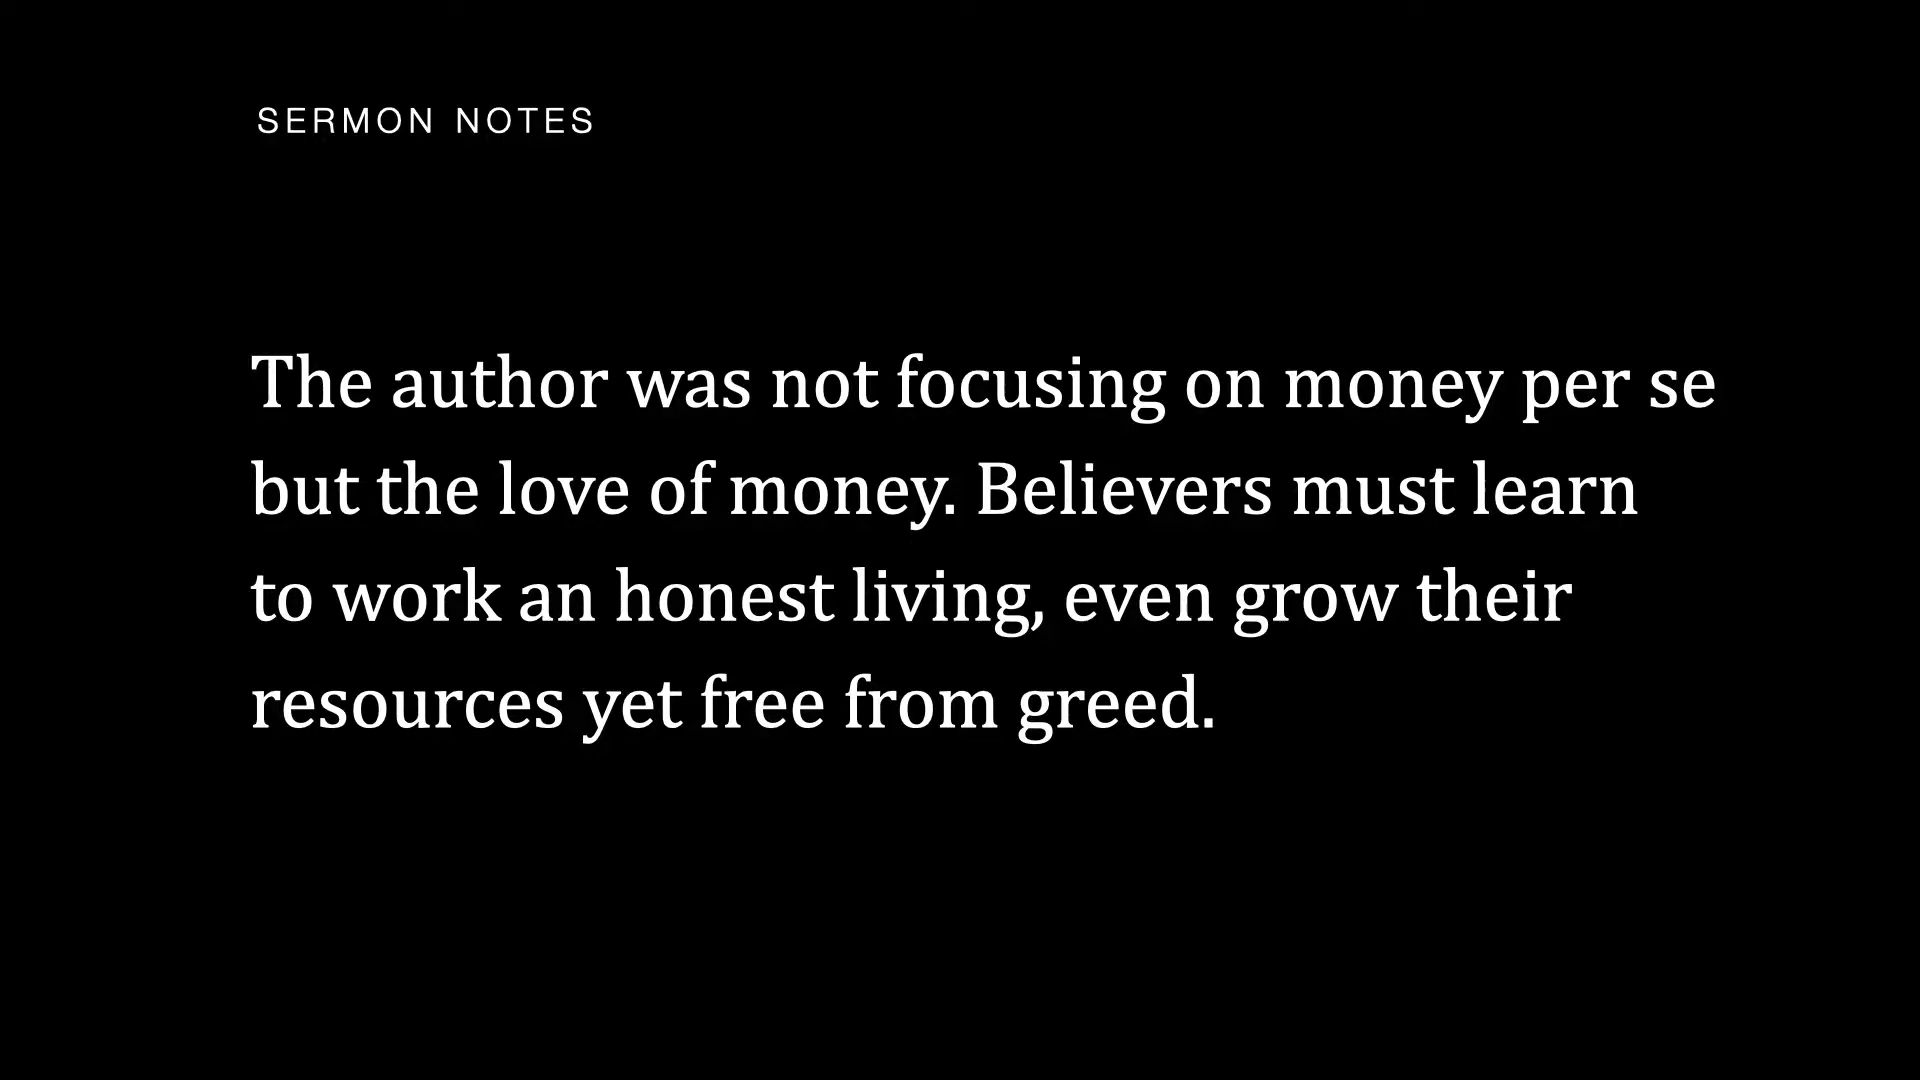 SERMON NOTES
The author was not focusing on money per se
but the love of money. Believers must learn
to work an honest living, even grow their
resources yet free from greed.